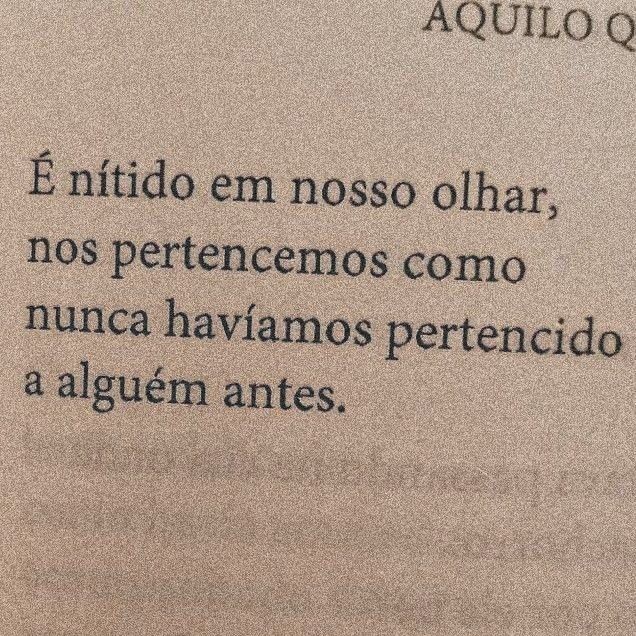 AQUILO Q
É nítido em nosso olhar,
nos pertencemos como
nunca havíamos pertencido
a alguém antes.